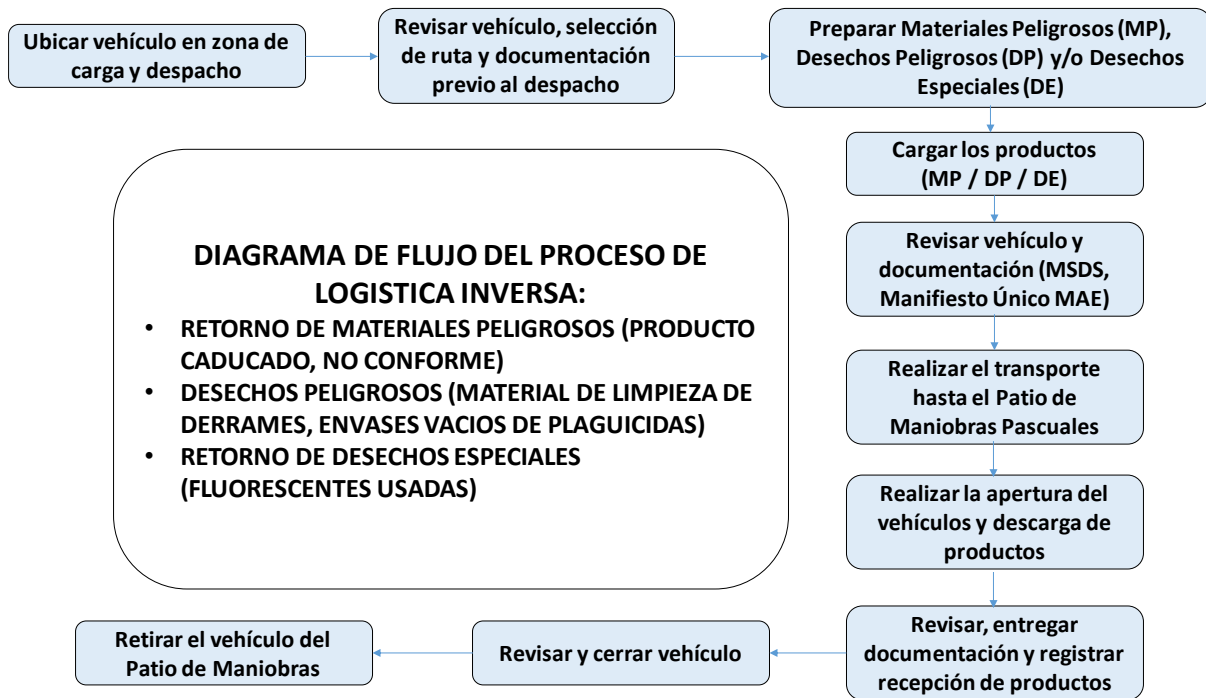 Ubicar vehículo en zona de
carga y despacho
Revisar vehículo, selección
de ruta y documentación
previo al despacho
Preparar Materiales Peligrosos (MP),
Desechos Peligrosos (DP) y/o Desechos
Especiales (DE)
Cargar los productos
(MP / DP / DE)
Revisar vehículo y
documentación (MSDS,
Manifiesto Único MAE)
Realizar el transporte
hasta el Patio de
Maniobras Pascuales
Realizar la apertura del
vehículos y descarga de
productos
Revisar, entregar
documentación y registrar
recepción de productos
Revisar y cerrar vehículo
Retirar el vehículo del
Patio de Maniobras
DIAGRAMA DE FLUJO DEL PROCESO DE
LOGISTICA INVERSA:
• RETORNO DE MATERIALES PELIGROSOS (PRODUCTO
CADUCADO, NO CONFORME)
• DESECHOS PELIGROSOS (MATERIAL DE LIMPIEZA DE
DERRAMES, ENVASES VACIOS DE PLAGUICIDAS)
• RETORNO DE DESECHOS ESPECIALES
(FLUORESCENTES USADAS)